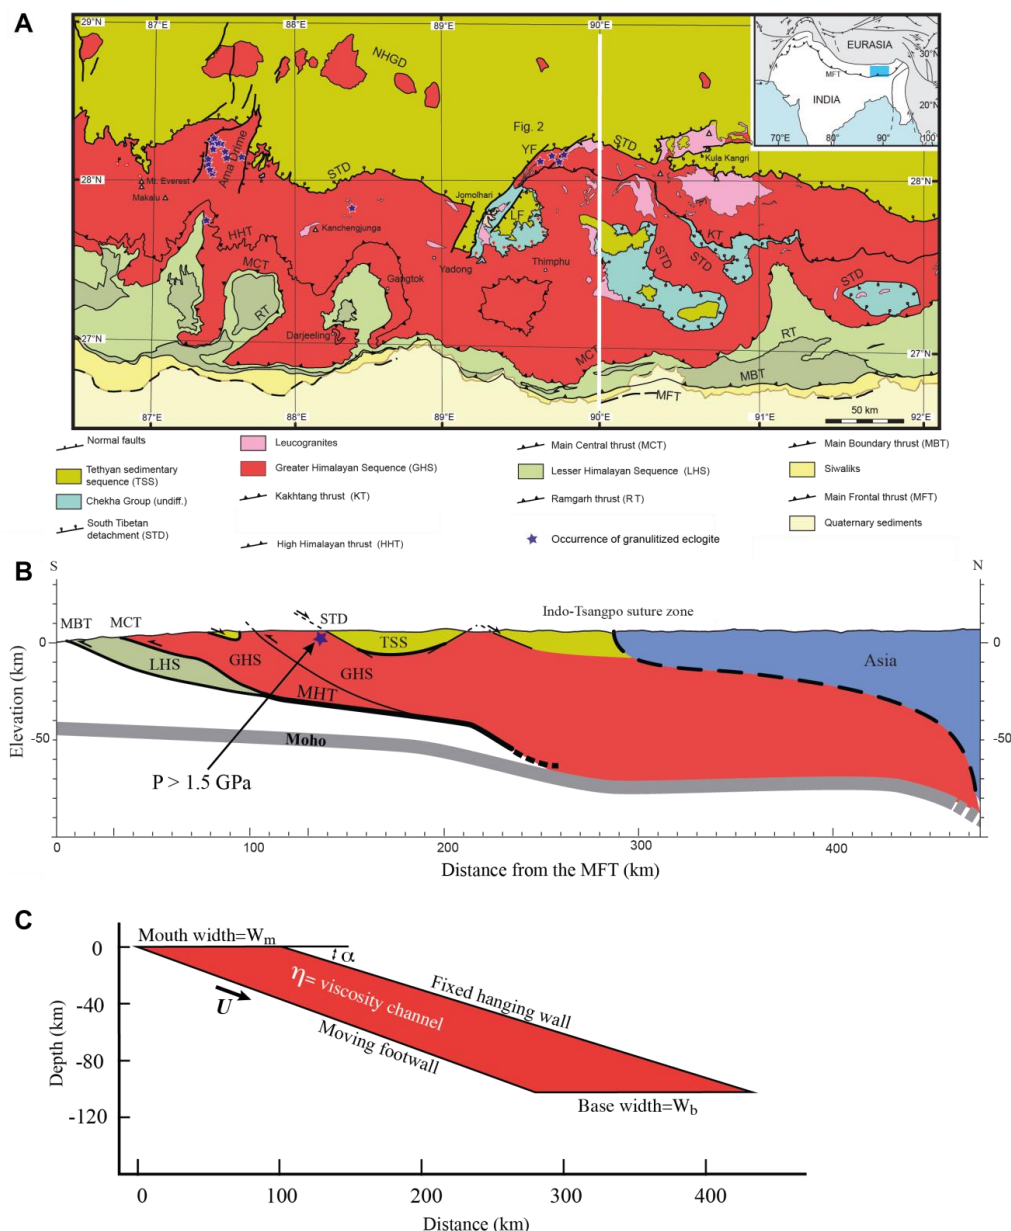 A
29°N
87°E
88°E
89°E
90°E
29°N
EURASIA
30°N
MFT
INDIA
20°N
10°N
70°E
80°E
90°E
NHGD
Fig. 2
YF
STD
STD
Kula Kangri
Ama Drime
28°N
28°N
Mt. Everest
Makalu
STD
Jomolhari
LF
Kanchengjunga
HHT
MCT
KT
STD
STD
STD
Yadong
Thimphu
Gangtok
RT
Darjeeling
RT
27°N
27°N
MCT
MBT
MFT
50 km
87°E
88°E
89°E
90°E
91°E
92°E
Normal faults
Leucogranites
Main Central thrust (MCT)
Main Boundary thrust (MBT)
Tethyan sedimentary
sequence (TSS)
Greater Himalayan Sequence (GHS)
Lesser Himalayan Sequence (LHS)
Siwaliks
Chekha Group (undiff.)
Kakhtang thrust (KT)
Ramgarh thrust (RT)
Main Frontal thrust (MFT)
South Tibetan
detachment (STD)
High Himalayan thrust (HHT)
Occurrence of granulitized eclogite
Quaternary sediments
B
S
N
MBT
MCT
STD
Indo-Tsangpo suture zone
0
0
TSS
Asia
LHS
GHS
GHS
MHT
-50
-50
Moho
P > 1.5 GPa
Elevation (km)
0
100
200
300
400
Distance from the MFT (km)
C
Mouth width=Wm
α
0
η= viscosity channel
Fixed hanging wall
U
-40
Moving footwall
-80
Base width=Wb
-120
Depth (km)
0
100
200
300
400
Distance (km)